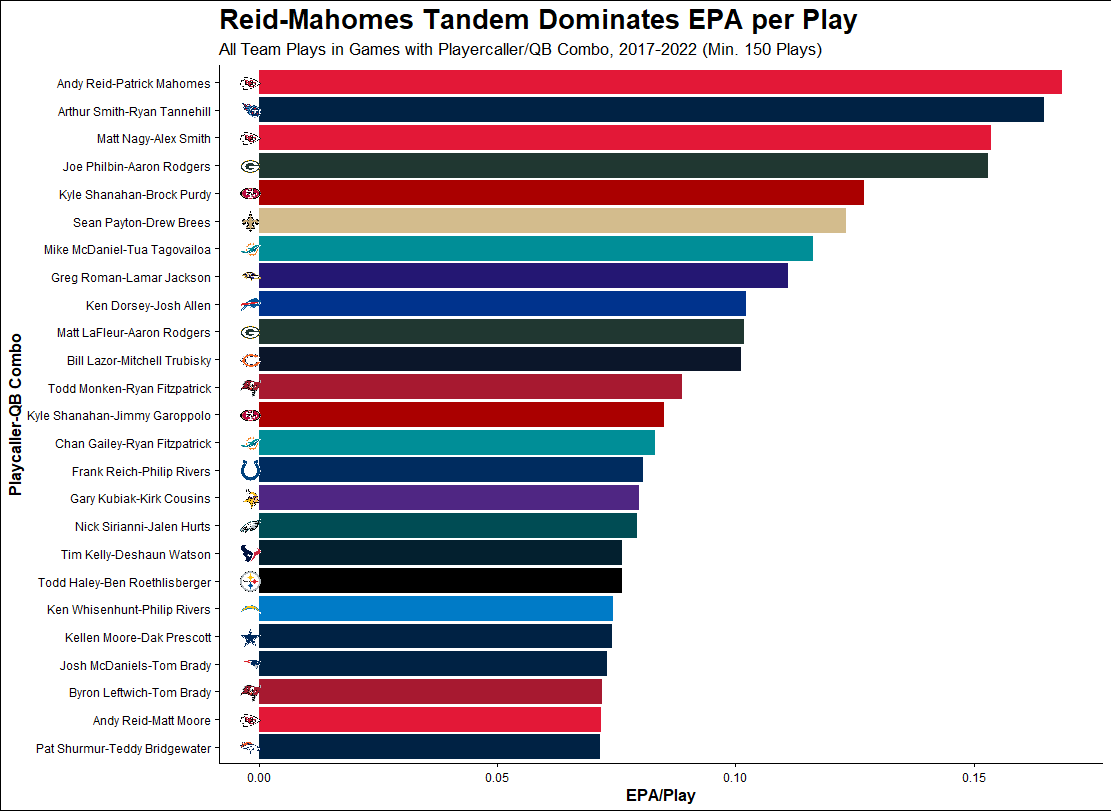 Reid-Mahomes Tandem Dominates EPA per Play
All Team Plays in Games with Playercaller/QB Combo, 2017-2022 (Min. 150 Plays)
Playcaller-QB Combo
Andy Reid-Patrick Mahomes
Arthur Smith-Ryan Tannehill
Matt Nagy-Alex Smith
Joe Philbin-Aaron Rodgers
Kyle Shanahan-Brock Purdy
Sean Payton-Drew Brees
Mike McDaniel-Tua Tagovailoa
Greg Roman-Lamar Jackson
Ken Dorsey-Josh Allen
Matt LaFleur-Aaron Rodgers
Bill Lazor-Mitchell Trubisky
Todd Monken-Ryan Fitzpatrick
Kyle Shanahan-Jimmy Garoppolo
Chan Gailey-Ryan Fitzpatrick
Frank Reich-Philip Rivers
Gary Kubiak-Kirk Cousins
Nick Sirianni-Jalen Hurts
Tim Kelly-Deshaun Watson
Todd Haley-Ben Roethlisberger
Ken Whisenhunt-Philip Rivers
Kellen Moore-Dak Prescott
Josh McDaniels-Tom Brady
Byron Leftwich-Tom Brady
Andy Reid-Matt Moore
Pat Shurmur-Teddy Bridgewater
0.00 0.05 0.10 0.15
EPA/Play